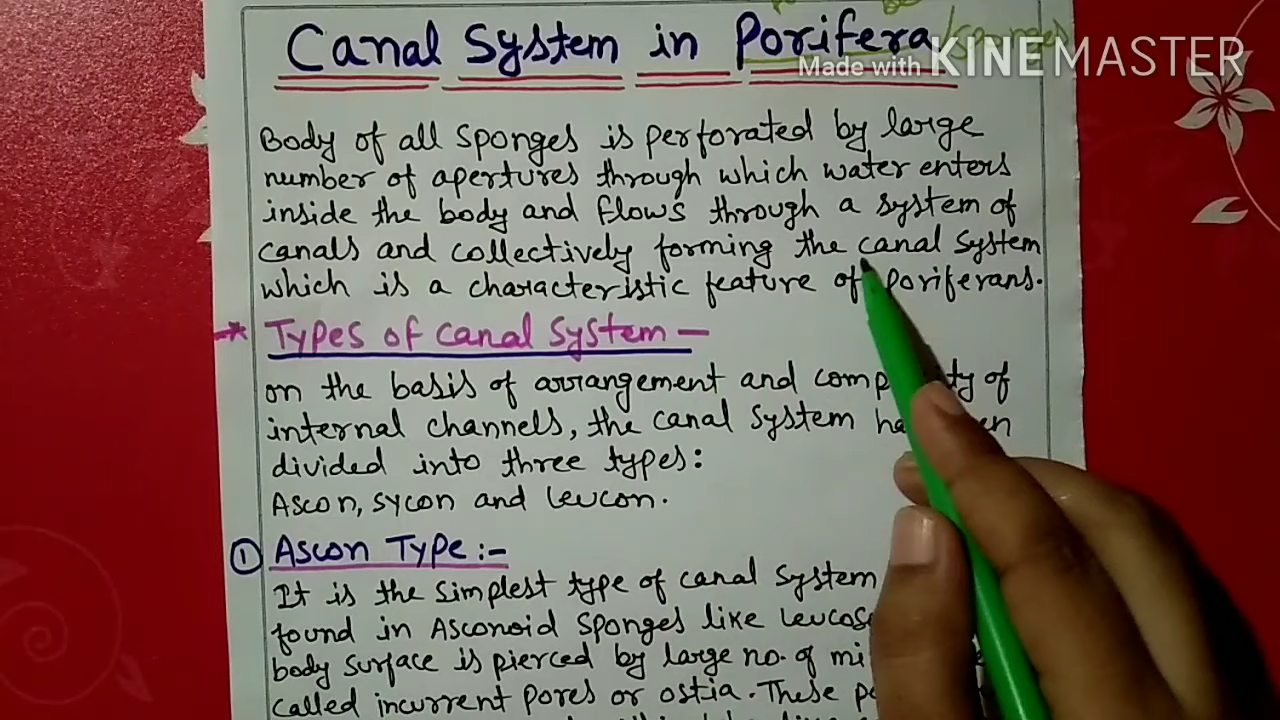 Canal System in Porifera
Made with KINEMASTER
Body of all sponges is perforated by large
number of apertures through which water enters
inside the body and flows through a system of
canals and collectively forming the canal system
which is a characteristic feature of poriferans.
* Types of canal system –
on the basis of arrangement and
internal channels, the canal system
divided into three types:
Ascon, sycon and leucon.
① Ascon Type:-
It is the simplest type of canal system
found in Asconoid sponges like
body surface is pierced by large no. of
called incurrent pores or ostia. These